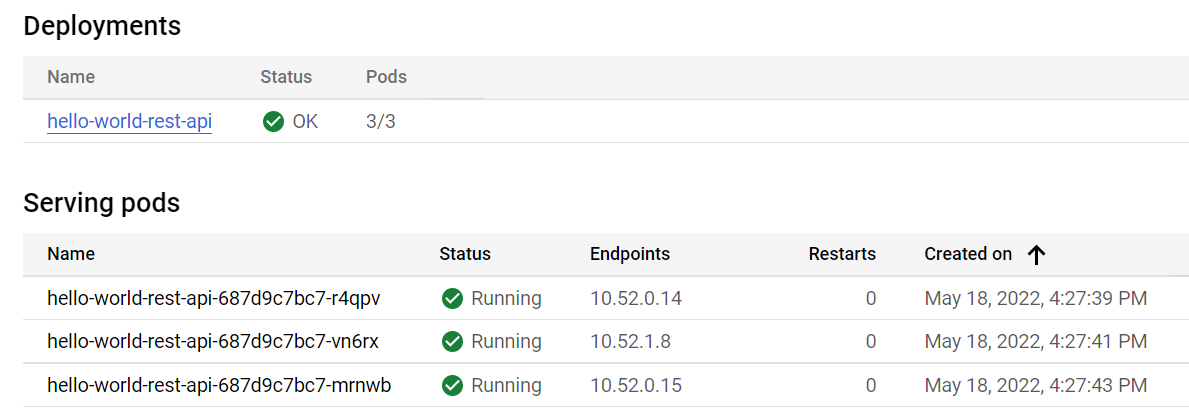 Deployments
Name Status Pods
hello-world-rest-api OK 3/3
Serving pods
Name Status Endpoints Restarts Created on
hello-world-rest-api-687d9c7bc7-r4qpv Running 10.52.0.14 0 May 18, 2022, 4:27:39 PM
hello-world-rest-api-687d9c7bc7-vn6rx Running 10.52.1.8 0 May 18, 2022, 4:27:41 PM
hello-world-rest-api-687d9c7bc7-mrnwb Running 10.52.0.15 0 May 18, 2022, 4:27:43 PM